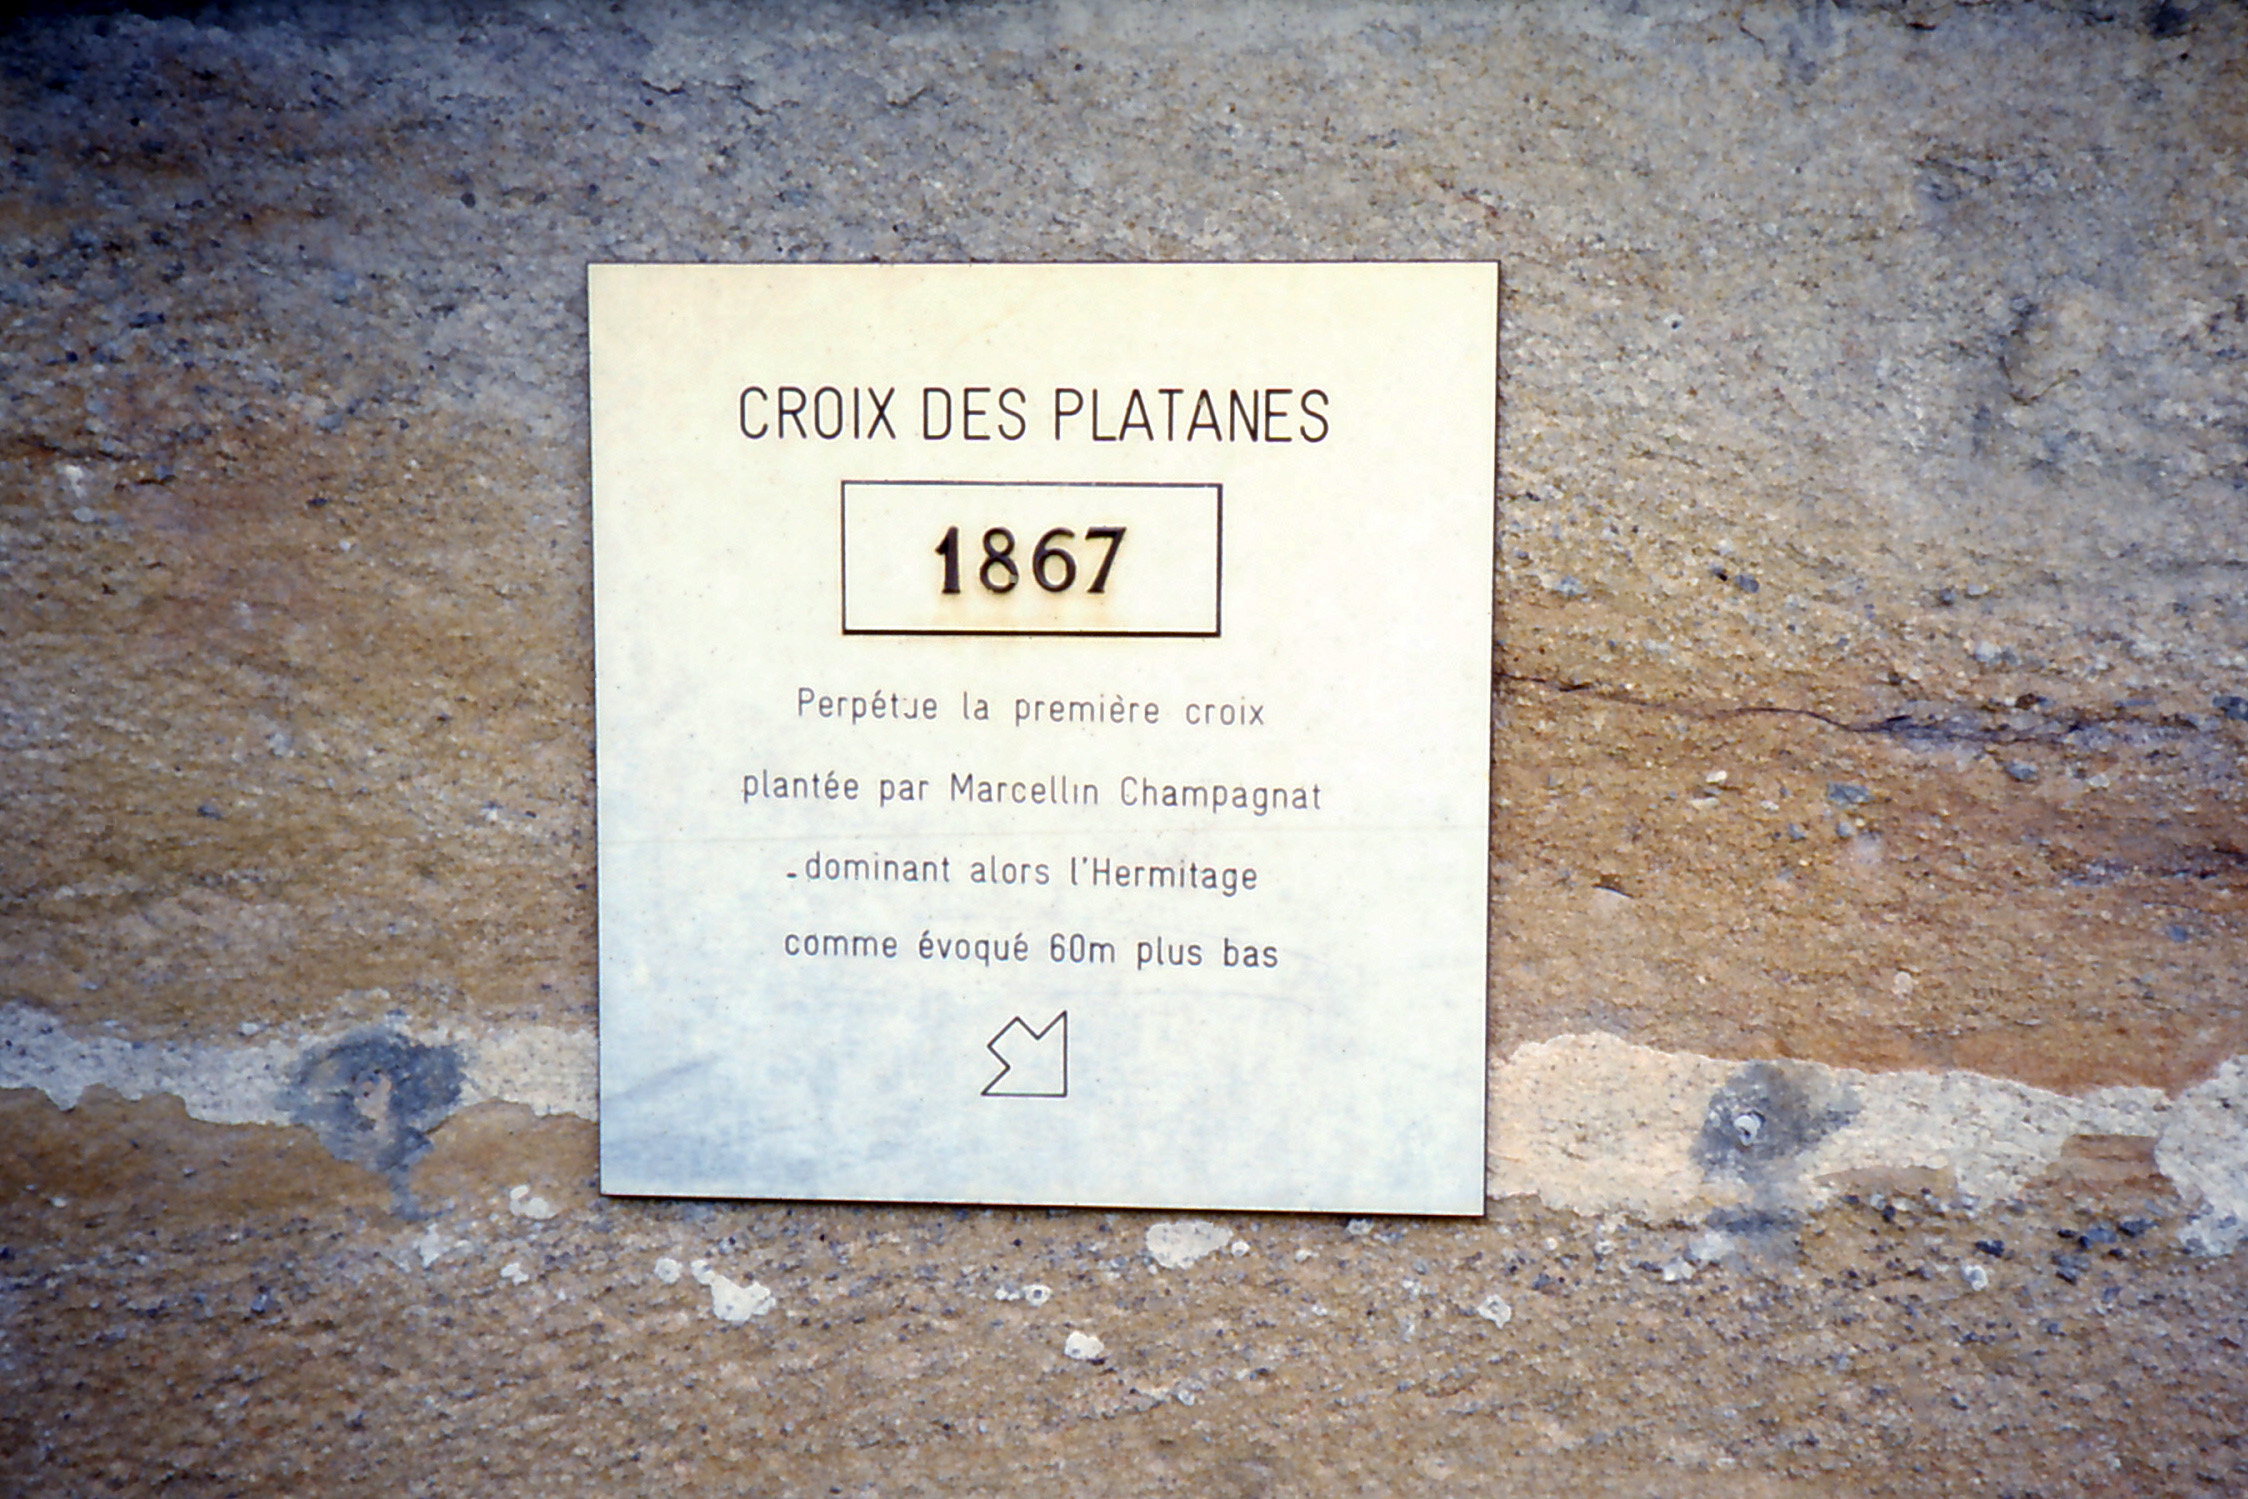 CROIX DES PLATANES
1867
Perpétue la première croix
plantée par Marcellin Champagnat
dominant alors l'Hermitage
comme évoqué 60m plus bas